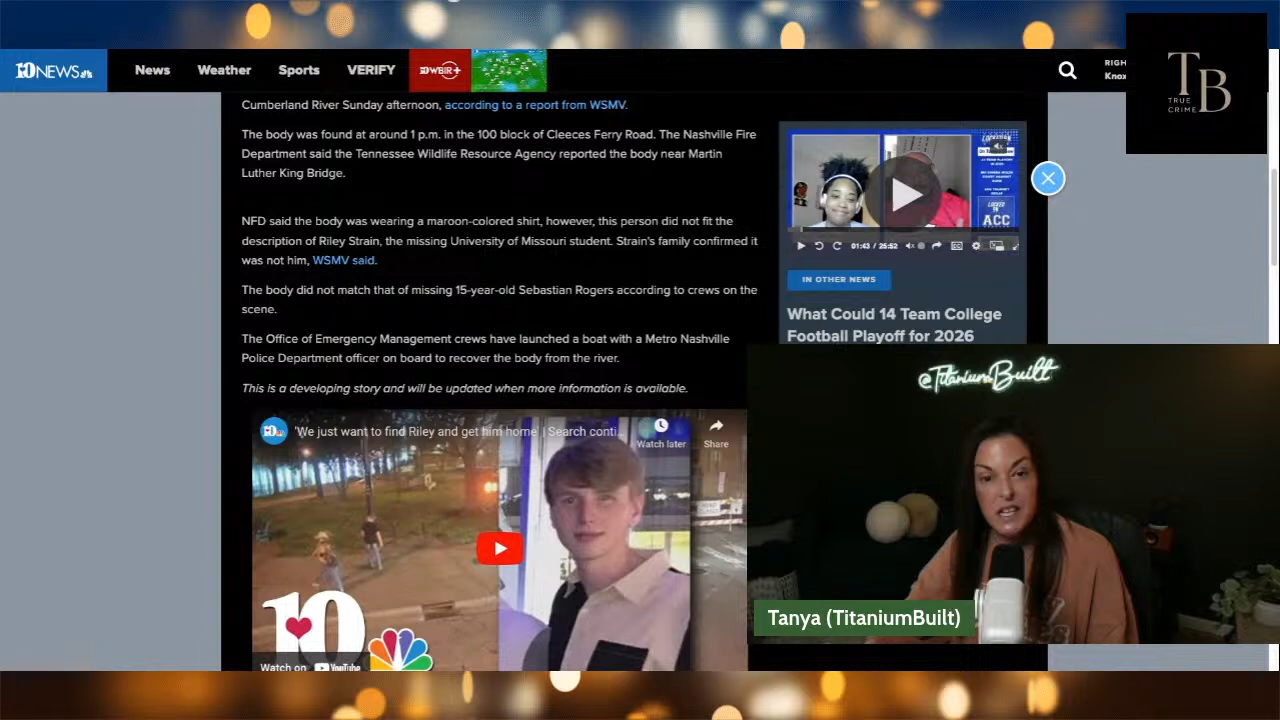 10NEWS
News
Weather
Sports
VERIFY
10WBIR+
RIGH
Knox
TB
TRUE
CRIME
Cumberland River Sunday afternoon, according to a report from WSMV.
The body was found at around 1 p.m. in the 100 block of Cleeces Ferry Road. The Nashville Fire
Department said the Tennessee Wildlife Resource Agency reported the body near Martin
Luther King Bridge.
NFD said the body was wearing a maroon-colored shirt, however, this person did not fit the
description of Riley Strain, the missing University of Missouri student. Strain's family confirmed it
was not him, WSMV said.
The body did not match that of missing 15-year-old Sebastian Rogers according to crews on the
scene.
The Office of Emergency Management crews have launched a boat with a Metro Nashville
Police Department officer on board to recover the body from the river.
This is a developing story and will be updated when more information is available.
LOCKED
ACC
01:43 / 25:52
IN OTHER NEWS
What Could 14 Team College
Football Playoff for 2026
'We just want to find Riley and get him home' | Search conti...
Watch later
Share
10
Watch on YouTube
@TitaniumBuilt
Tanya (TitaniumBuilt)